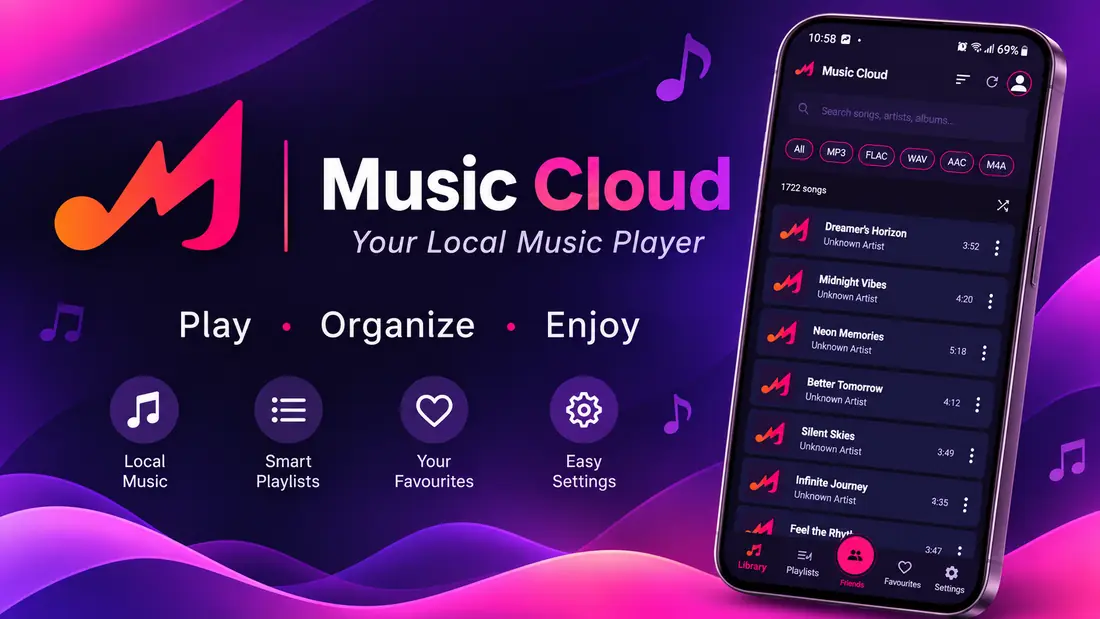 Music Cloud
Your Local Music Player
Play • Organize • Enjoy
Local
Music
Smart
Playlists
Your
Favourites
Easy
Settings
10:58
69%
Music Cloud
Search songs, artists, albums...
All
MP3
FLAC
WAV
AAC
M4A
1722 songs
Dreamer's Horizon
Unknown Artist
3:52
Midnight Vibes
Unknown Artist
4:20
Neon Memories
Unknown Artist
5:18
Better Tomorrow
Unknown Artist
4:12
Silent Skies
Unknown Artist
3:49
Infinite Journey
Unknown Artist
4:35
Feel the Rhyth
3:47
Library
Playlists
Friends
Favourites
Settings